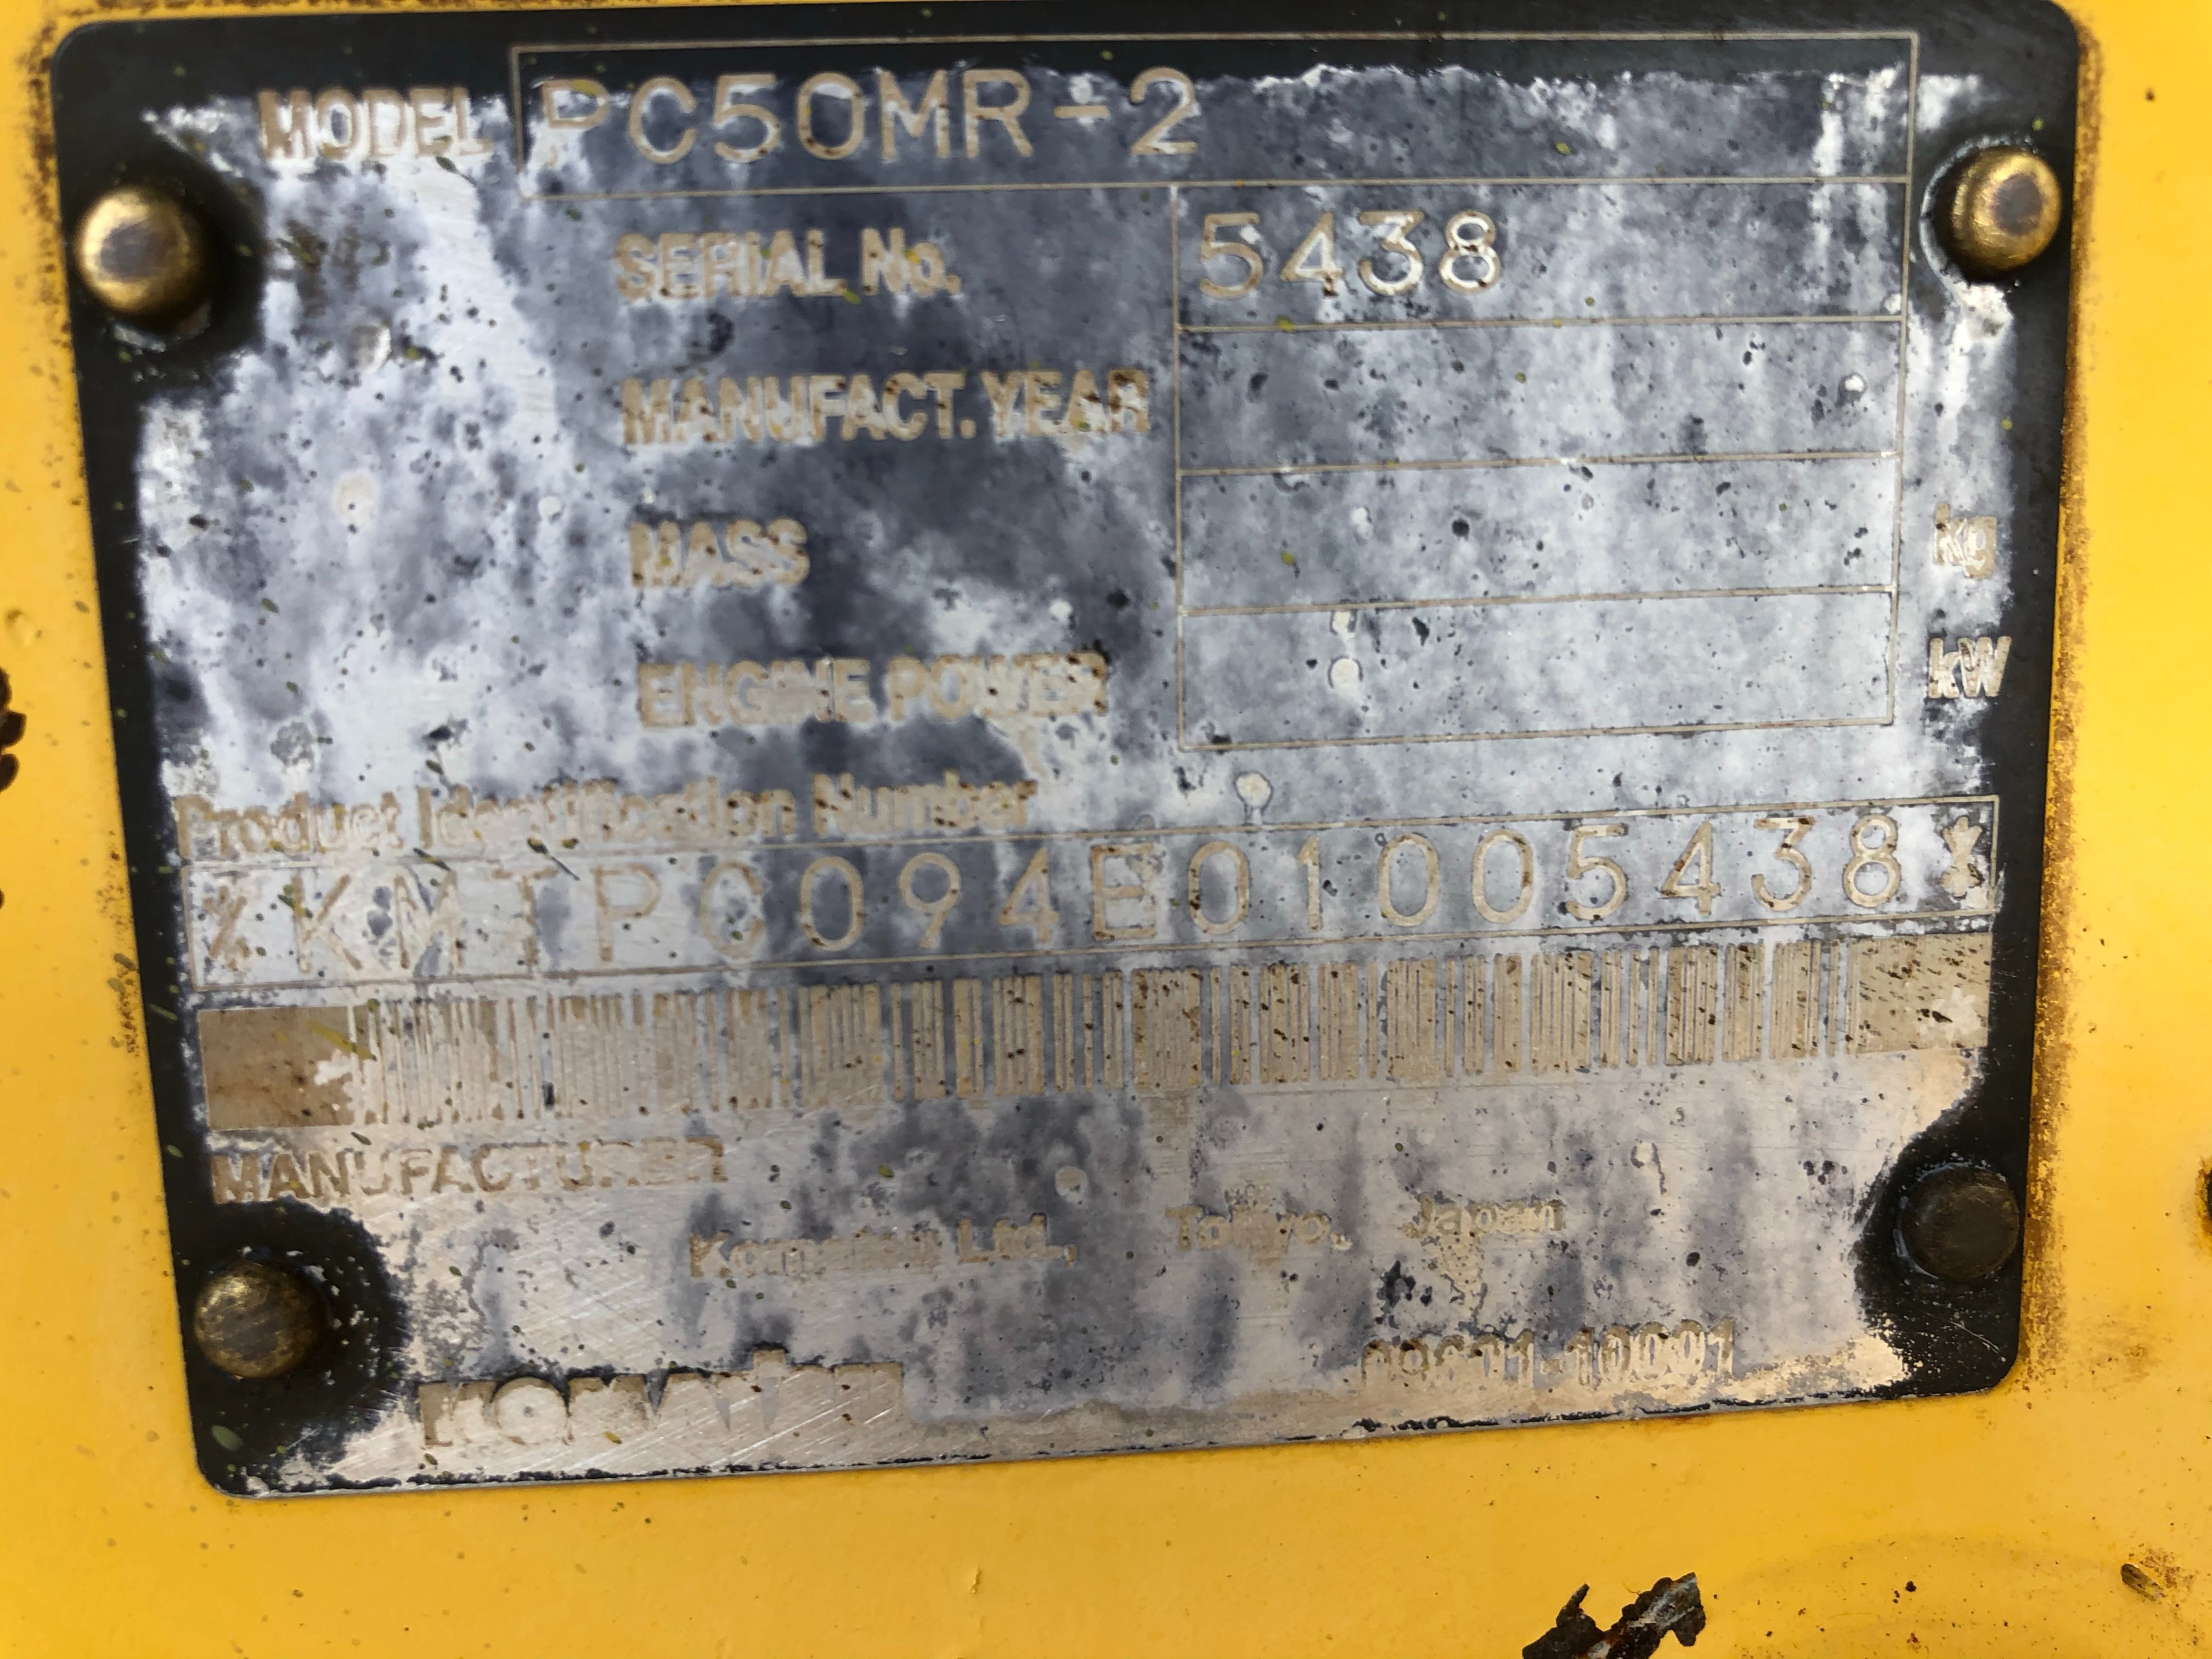 MODEL PC50MR-2
SERIAL No. 5438
MANUFACT. YEAR
MASS kg
ENGINE POWER kW
Product Identification Number
*KMTPC094E01005438*
MANUFACTURER
Komatsu Ltd., Tokyo, Japan
KOMATSU